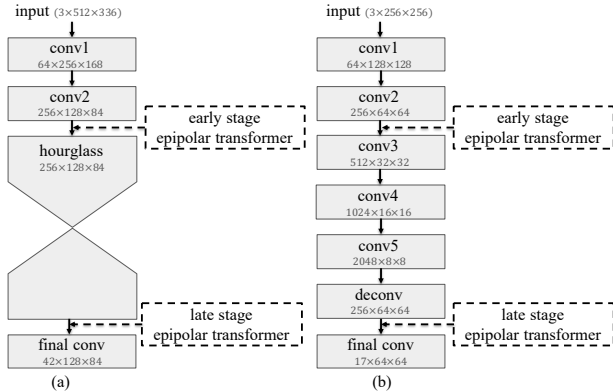 input (3×512×336)
conv1
64×256×168
conv2
256×128×84
early stage
epipolar transformer
hourglass
256×128×84
late stage
epipolar transformer
final conv
42×128×84
(a)
input (3×256×256)
conv1
64×128×128
conv2
256×64×64
early stage
epipolar transformer
conv3
512×32×32
conv4
1024×16×16
conv5
2048×8×8
deconv
256×64×64
late stage
epipolar transformer
final conv
17×64×64
(b)